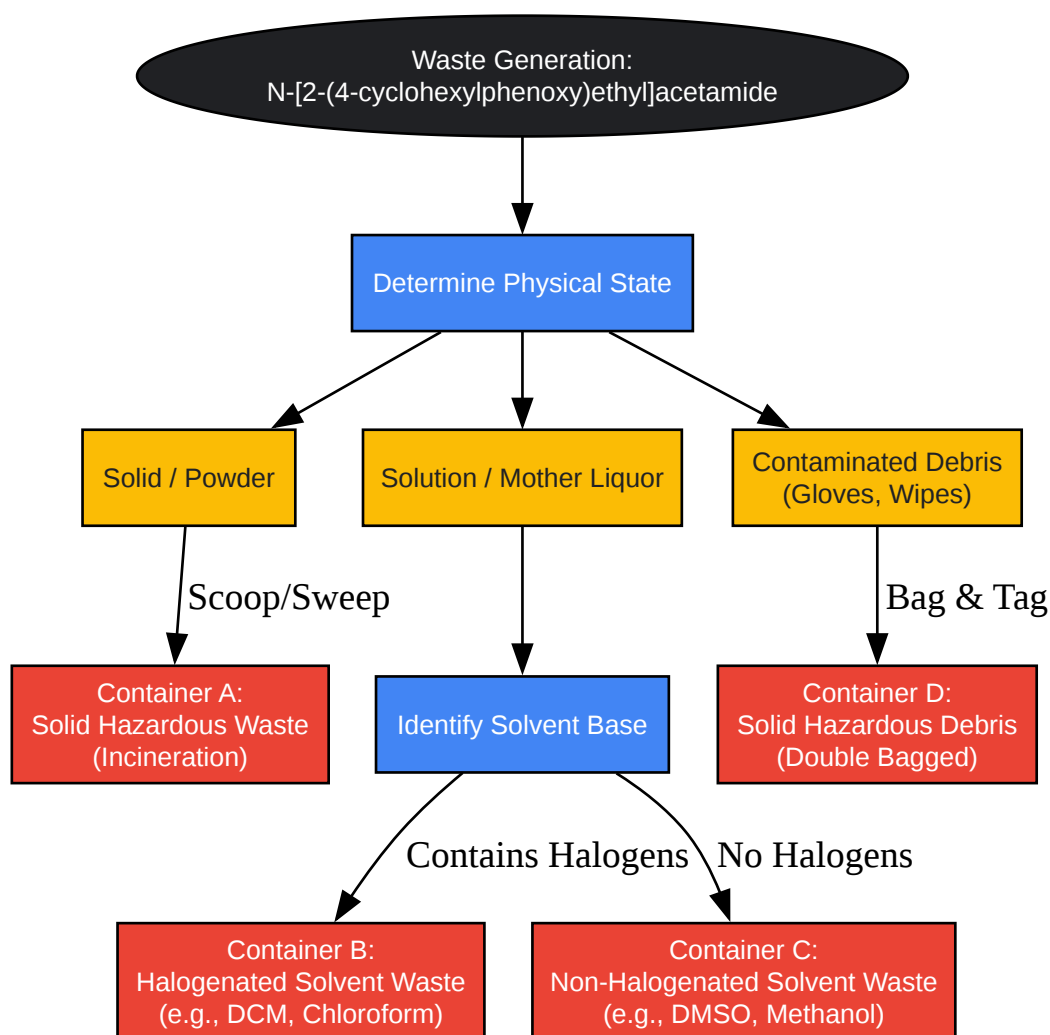 Waste Generation:
N-[2-(4-cyclohexylphenoxy)ethyl]acetamide
Determine Physical State
Solid / Powder
Solution / Mother Liquor
Contaminated Debris
(Gloves, Wipes)
Scoop/Sweep
Bag & Tag
Container A:
Solid Hazardous Waste
(Incineration)
Identify Solvent Base
Container D:
Solid Hazardous Debris
(Double Bagged)
Contains Halogens
No Halogens
Container B:
Halogenated Solvent Waste
(e.g., DCM, Chloroform)
Container C:
Non-Halogenated Solvent Waste
(e.g., DMSO, Methanol)